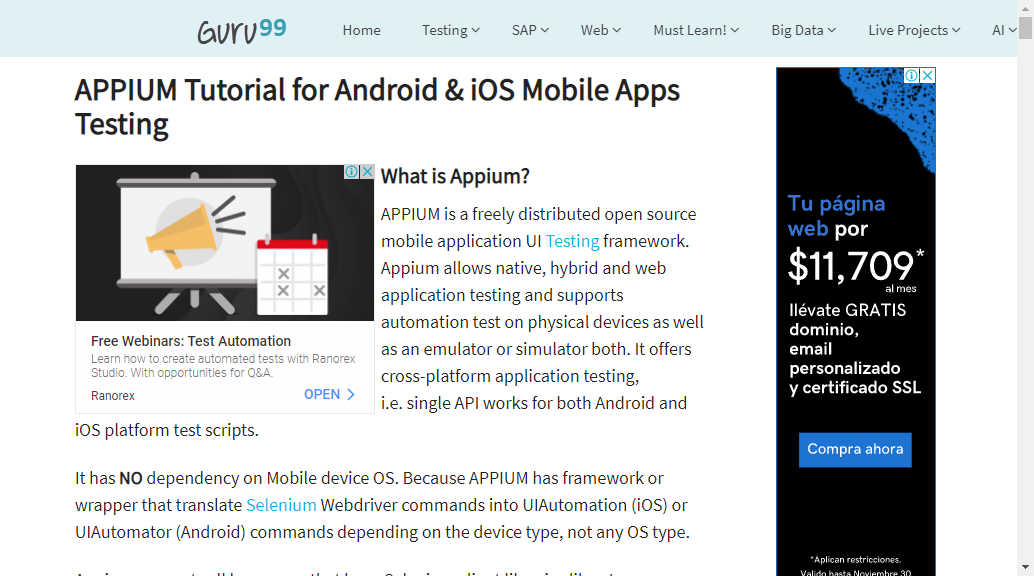 Guru99
Home Testing SAP Web Must Learn! Big Data Live Projects AI
APPIUM Tutorial for Android & iOS Mobile Apps
Testing
Free Webinars: Test Automation
Learn how to create automated tests with Ranorex
Studio. With opportunities for Q&A.
Ranorex
OPEN
What is Appium?
APPIUM is a freely distributed open source
mobile application UI Testing framework.
Appium allows native, hybrid and web
application testing and supports
automation test on physical devices as well
as an emulator or simulator both. It offers
cross-platform application testing,
i.e. single API works for both Android and
iOS platform test scripts.
It has NO dependency on Mobile device OS. Because APPIUM has framework or
wrapper that translate Selenium Webdriver commands into UIAutomation (iOS) or
UIAutomator (Android) commands depending on the device type, not any OS type.
Tu página
web por
$11,709*
al mes
llévate GRATIS
dominio,
email
personalizado
y certificado SSL
Compra ahora
*Aplican restricciones.
Valido hasta Noviembre 30